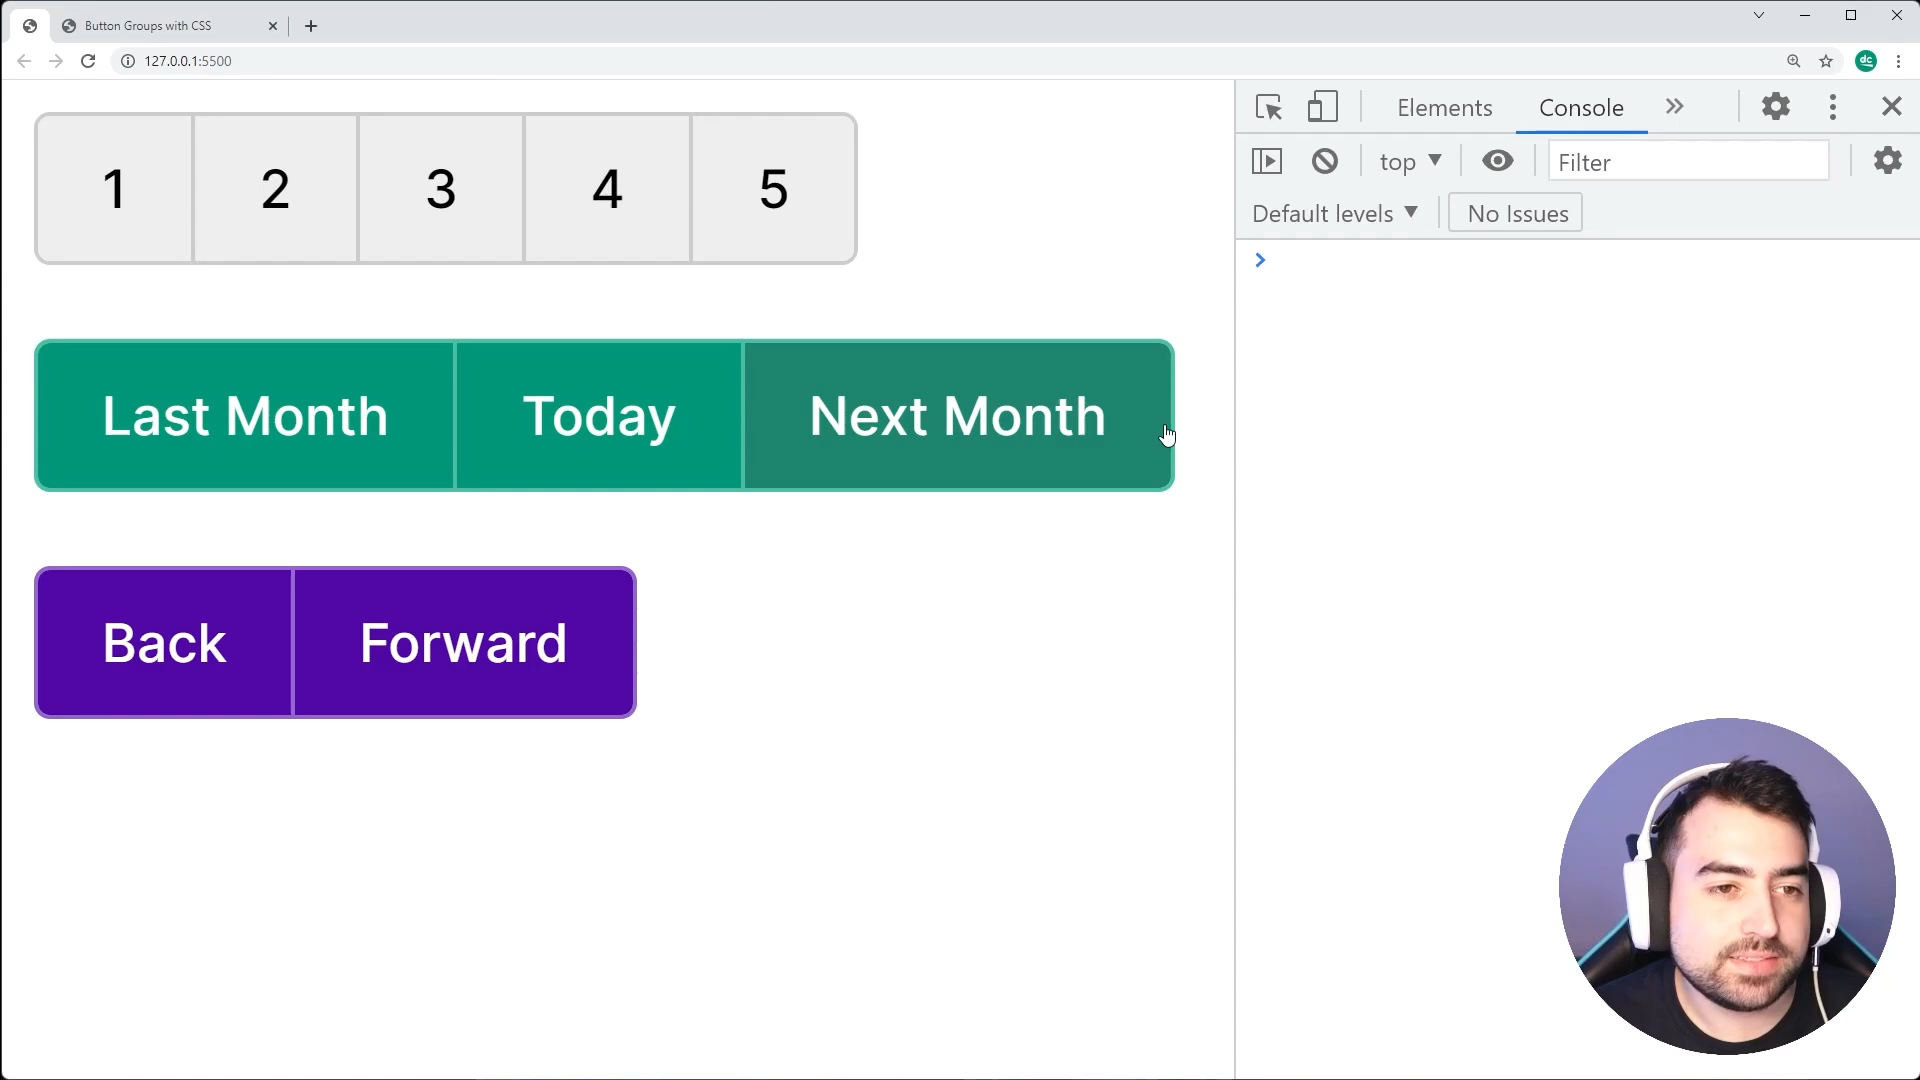 Button Groups with CSS
127.0.0.1:5500
Elements
Console
top
Filter
Default levels
No Issues
1
2
3
4
5
Last Month
Today
Next Month
Back
Forward
dc